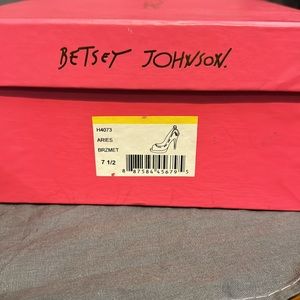 BETSEY JOHNSON.
H4073
ARIES
BRZMET
7 1/2
8 87584 45679 5